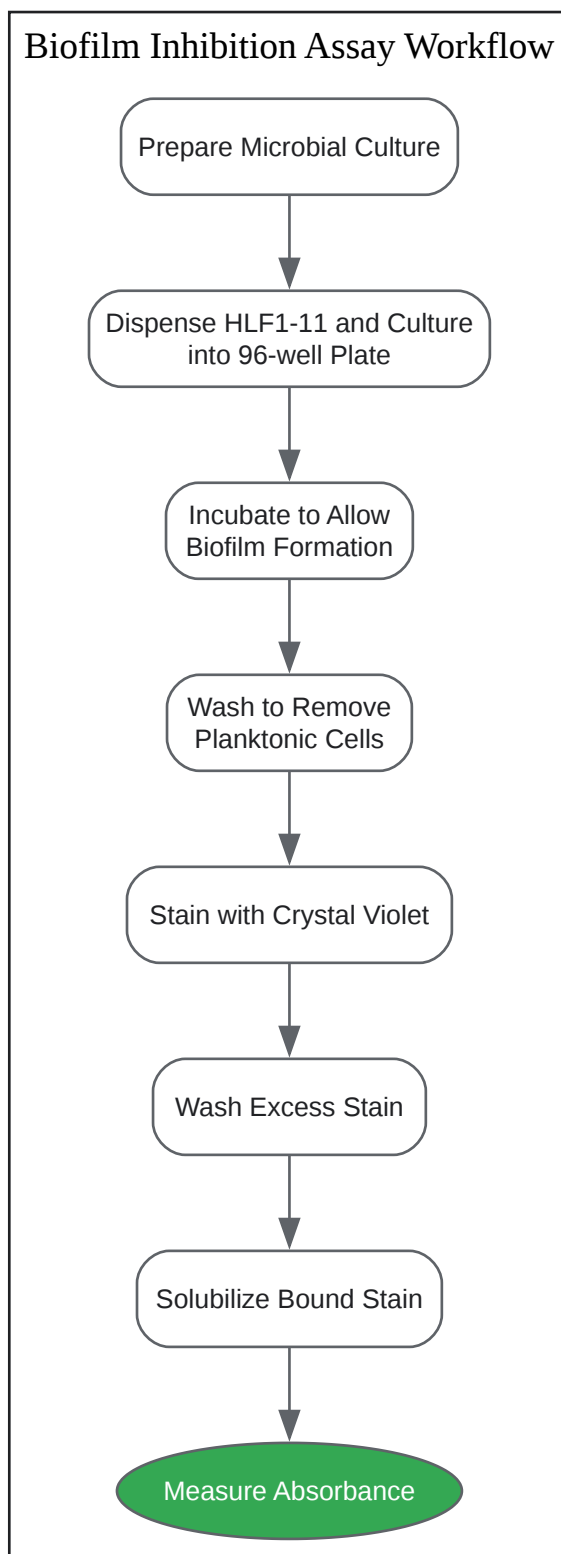 Biofilm Inhibition Assay Workflow
Prepare Microbial Culture
Dispense HLF1-11 and Culture
into 96-well Plate
Incubate to Allow
Biofilm Formation
Wash to Remove
Planktonic Cells
Stain with Crystal Violet
Wash Excess Stain
Solubilize Bound Stain
Measure Absorbance